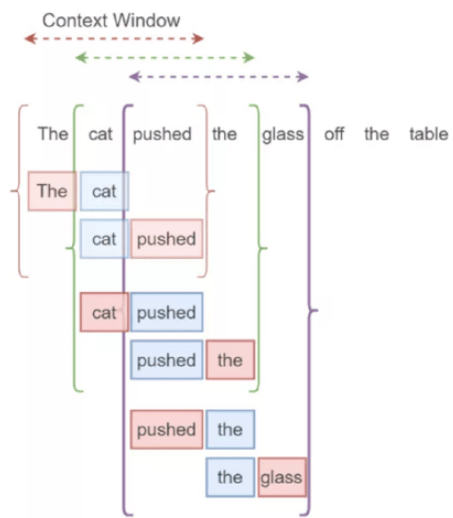 Context Window
The cat pushed the glass off the table
The cat
cat pushed
cat pushed
pushed the
pushed the
the glass